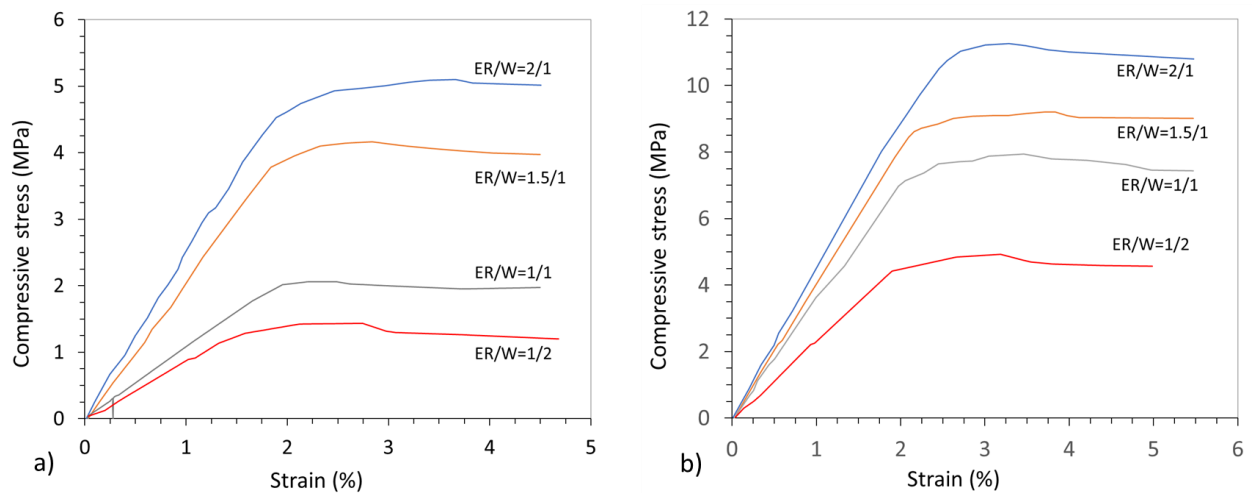 6
5
4
3
2
1
0
Compressive stress (MPa)
ER/W=2/1
ER/W=1.5/1
ER/W=1/1
ER/W=1/2
0 1 2 3 4 5
Strain (%)
a)
12
10
8
6
4
2
0
Compressive stress (MPa)
ER/W=2/1
ER/W=1.5/1
ER/W=1/1
ER/W=1/2
0 1 2 3 4 5 6
Strain (%)
b)